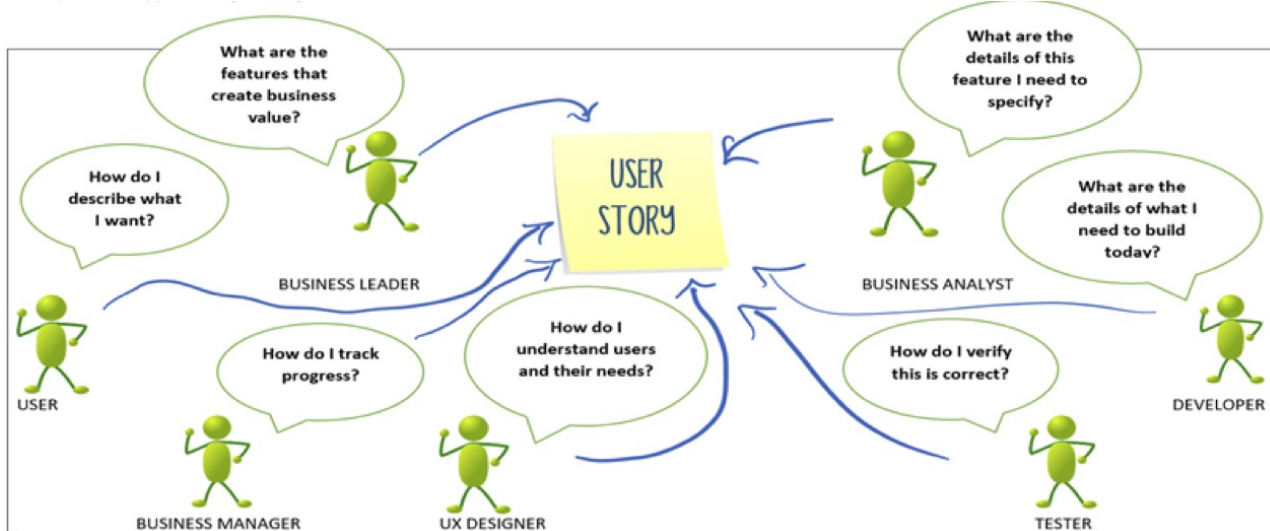 What are the
features that
create business
value?
What are the
details of this
feature I need to
specify?
USER
STORY
How do I
describe what
I want?
What are the
details of what I
need to build
today?
BUSINESS LEADER
BUSINESS ANALYST
How do I track
progress?
How do I
understand users
and their needs?
How do I verify
this is correct?
USER
DEVELOPER
BUSINESS MANAGER
UX DESIGNER
TESTER